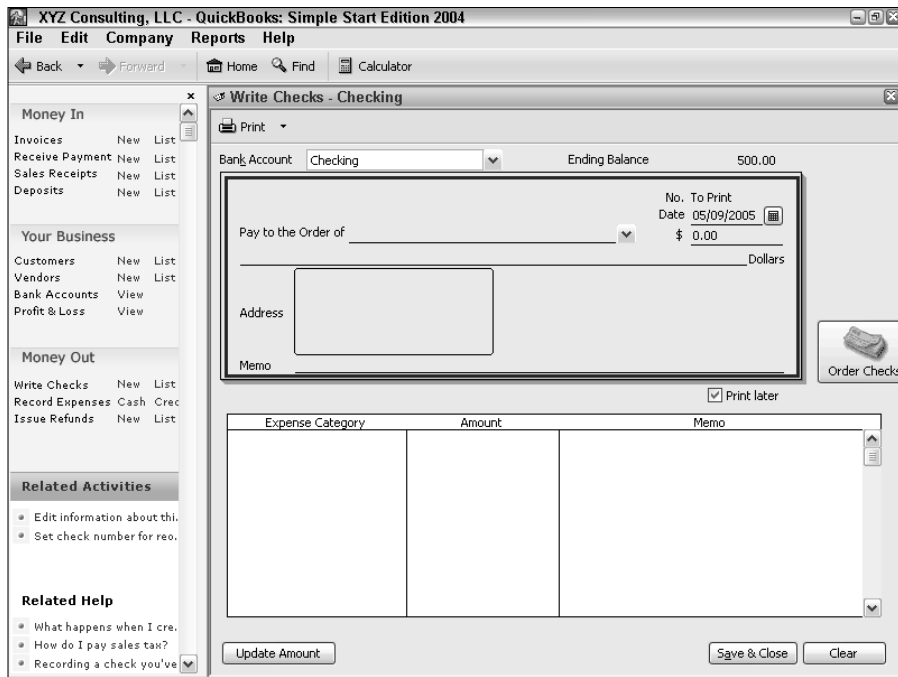 XYZ Consulting, LLC - QuickBooks: Simple Start Edition 2004
File Edit Company Reports Help
Back Forward Home Find Calculator
Money In
Invoices New List
Receive Payment New List
Sales Receipts New List
Deposits New List
Your Business
Customers New List
Vendors New List
Bank Accounts View
Profit & Loss View
Money Out
Write Checks New List
Record Expenses Cash Crec
Issue Refunds New List
Related Activities
Edit information about thi.
Set check number for reo.
Related Help
What happens when I cre.
How do I pay sales tax?
Recording a check you've
Write Checks - Checking
Print
Bank Account Checking Ending Balance 500.00
No. To Print
Date 05/09/2005
Pay to the Order of $ 0.00
Dollars
Address
Memo
Order Checks
Print later
Expense Category Amount Memo
Update Amount Save & Close Clear